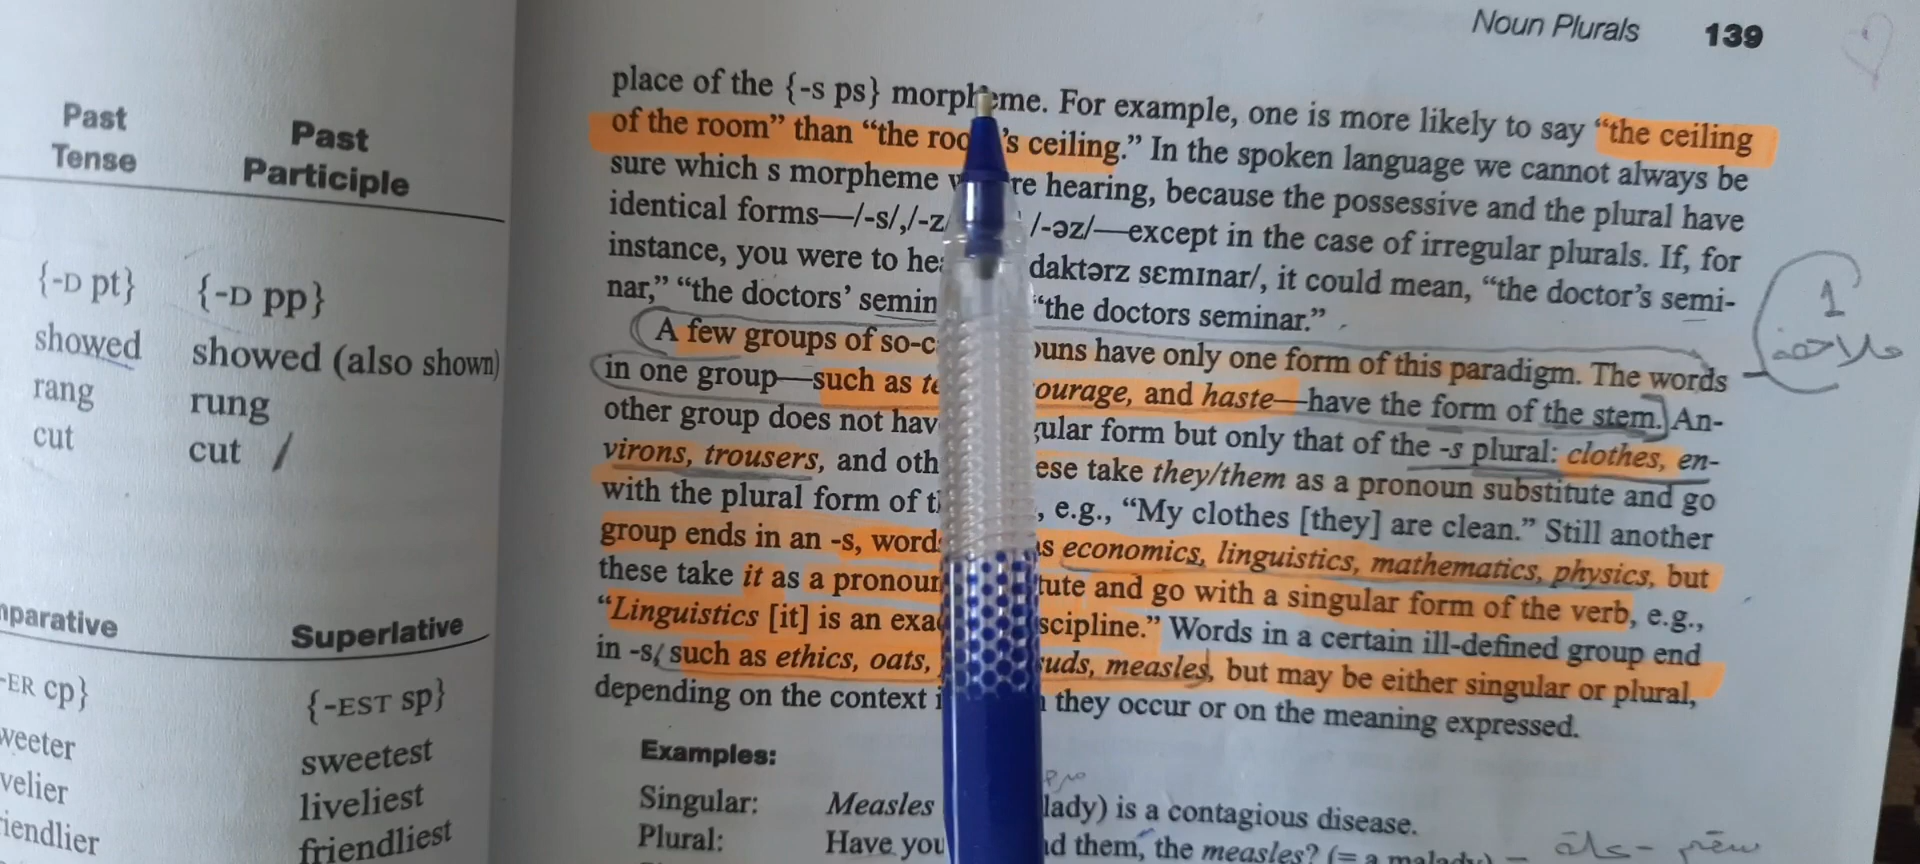 Past
Tense
Past
Participle
{-D pt} {-D pp}
showed showed (also shown)
rang rung
cut cut /
mparative Superlative
-ER cp} {-EST sp}
weeter sweetest
velier liveliest
iendlier friendliest
Noun Plurals 139
place of the {-s ps} morpheme. For example, one is more likely to say “the ceiling
of the room” than “the roo 's ceiling.” In the spoken language we cannot always be
sure which s morpheme w re hearing, because the possessive and the plural have
identical forms—/-s/,/-z/ /-əz/—except in the case of irregular plurals. If, for
instance, you were to hea daktərz sɛmɪnar/, it could mean, “the doctor's semi-
nar,” “the doctors' semin “the doctors seminar.”
A few groups of so-c ouns have only one form of this paradigm. The words
in one group—such as te ourage, and haste—have the form of the stem. An-
other group does not hav gular form but only that of the -s plural: clothes, en-
virons, trousers, and oth ese take they/them as a pronoun substitute and go
with the plural form of t , e.g., “My clothes [they] are clean.” Still another
group ends in an -s, word s economics, linguistics, mathematics, physics, but
these take it as a pronoun tute and go with a singular form of the verb, e.g.,
“Linguistics [it] is an exa scipline.” Words in a certain ill-defined group end
in -s, such as ethics, oats, suds, measles, but may be either singular or plural,
depending on the context i they occur or on the meaning expressed.
Examples:
Singular: Measles lady) is a contagious disease.
Plural: Have you d them, the measles? (= a malady)
1
ملاحظة